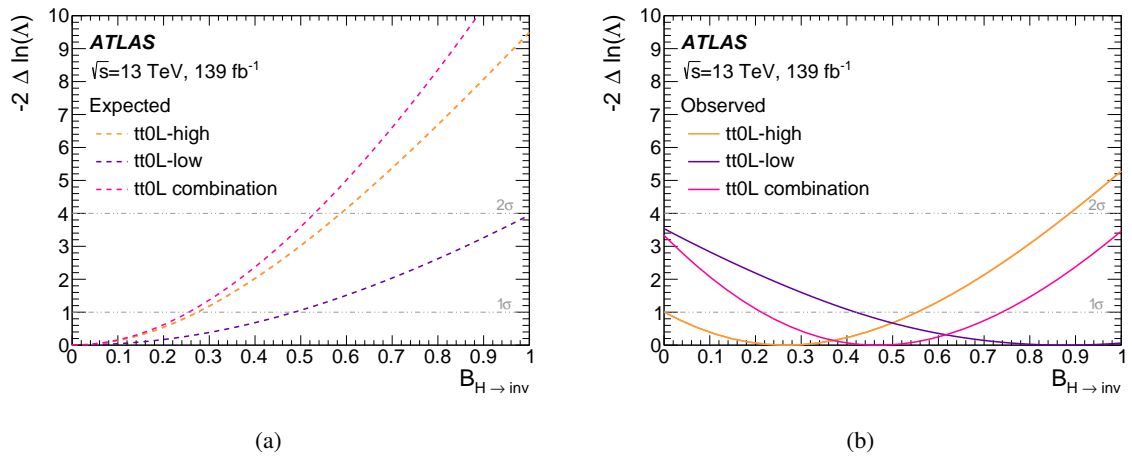 -2 Δ ln(Λ)
10
9
8
7
6
5
4
3
2
1
0
ATLAS
√s=13 TeV, 139 fb⁻¹
Expected
tt0L-high
tt0L-low
tt0L combination
2σ
1σ
0 0.1 0.2 0.3 0.4 0.5 0.6 0.7 0.8 0.9 1
B H → inv
(a)
-2 Δ ln(Λ)
10
9
8
7
6
5
4
3
2
1
0
ATLAS
√s=13 TeV, 139 fb⁻¹
Observed
tt0L-high
tt0L-low
tt0L combination
2σ
1σ
0 0.1 0.2 0.3 0.4 0.5 0.6 0.7 0.8 0.9 1
B H → inv
(b)